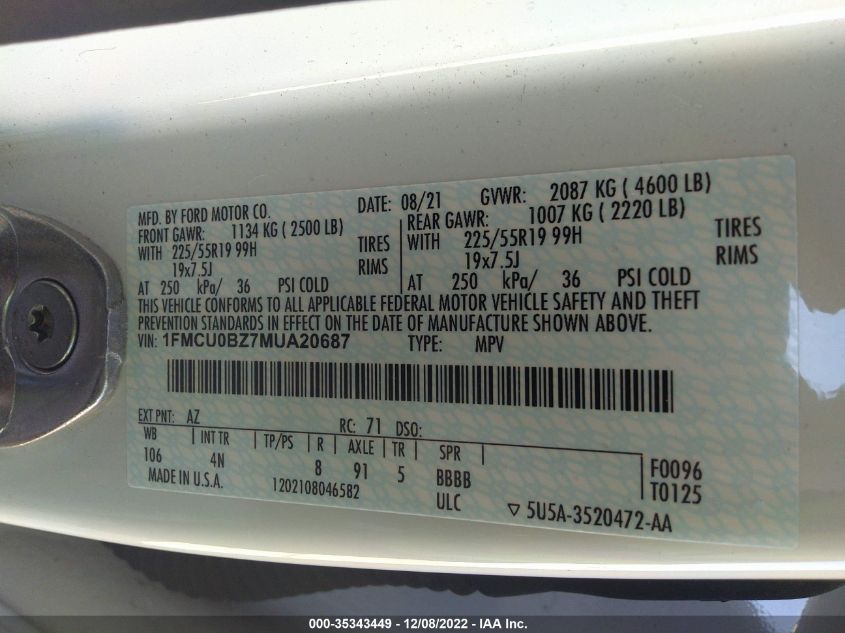 MFD. BY FORD MOTOR CO. DATE: 08/21 GVWR: 2087 KG ( 4600 LB)
FRONT GAWR: 1134 KG ( 2500 LB) REAR GAWR: 1007 KG ( 2220 LB)
WITH 225/55R19 99H TIRES WITH 225/55R19 99H TIRES
19x7.5J RIMS 19x7.5J RIMS
AT 250 kPa/ 36 PSI COLD AT 250 kPa/ 36 PSI COLD
THIS VEHICLE CONFORMS TO ALL APPLICABLE FEDERAL MOTOR VEHICLE SAFETY AND THEFT
PREVENTION STANDARDS IN EFFECT ON THE DATE OF MANUFACTURE SHOWN ABOVE.
VIN: 1FMCU0BZ7MUA20687 TYPE: MPV
EXT PNT: AZ RC: 71 DSO:
WB INT TR TP/PS R AXLE TR SPR
106 4N 8 91 5 BBBB F0096
MADE IN U.S.A. 1202108046582 ULC T0125
▽ 5U5A-3520472-AA
000-35343449 - 12/08/2022 - IAA Inc.